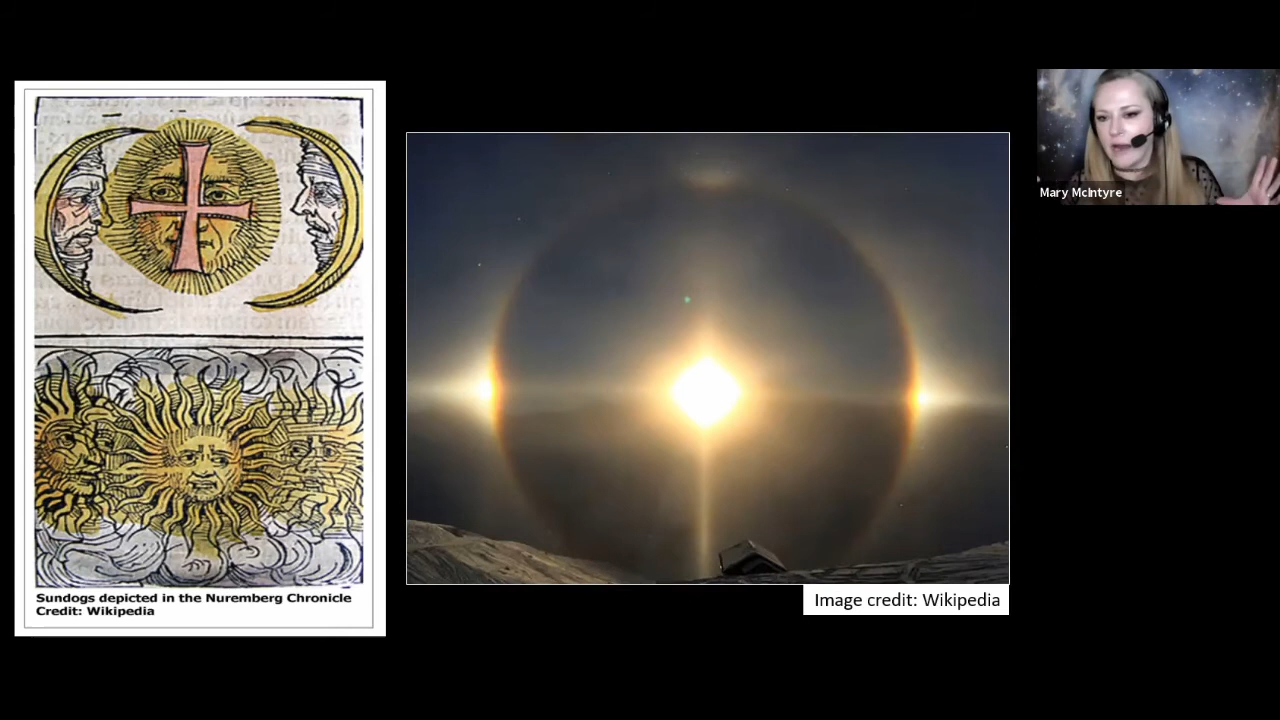 Sundogs depicted in the Nuremberg Chronicle
Credit: Wikipedia
Image credit: Wikipedia
Mary McIntyre